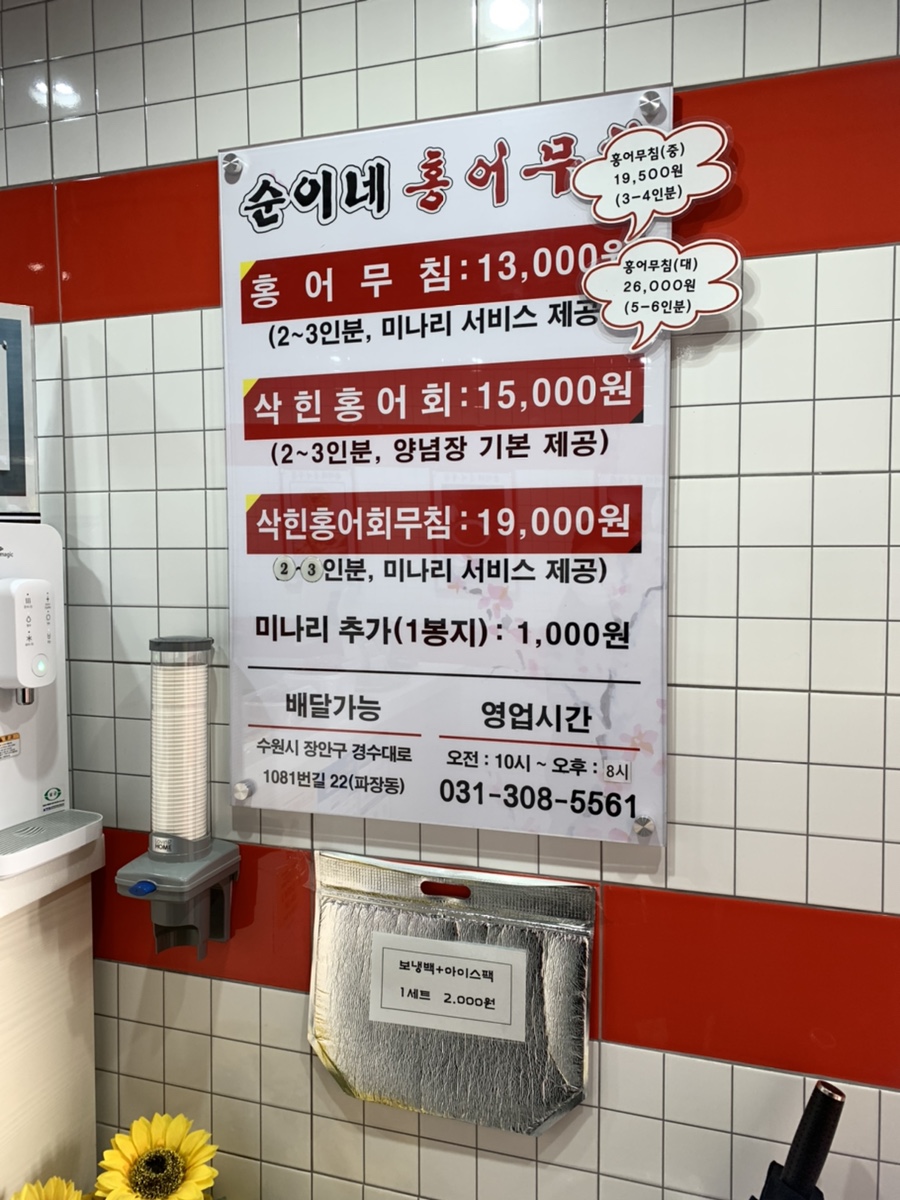 순이네 홍어무
홍어무침(중)
19,500원
(3-4인분)
홍 어 무 침:13,000원
홍어무침(대)
26,000원
(5-6인분)
(2~3인분, 미나리 서비스 제공
삭 힌 홍 어 회:15,000원
(2~3인분, 양념장 기본 제공)
삭힌홍어회무침:19,000원
(2-3인분, 미나리 서비스 제공)
미나리 추가(1봉지): 1,000원
배달가능
수원시 장안구 경수대로
1081번길 22(파장동)
영업시간
오전 : 10시 ~ 오후 : 8시
031-308-5561
HOME
보냉백+아이스팩
1세트 2.000원